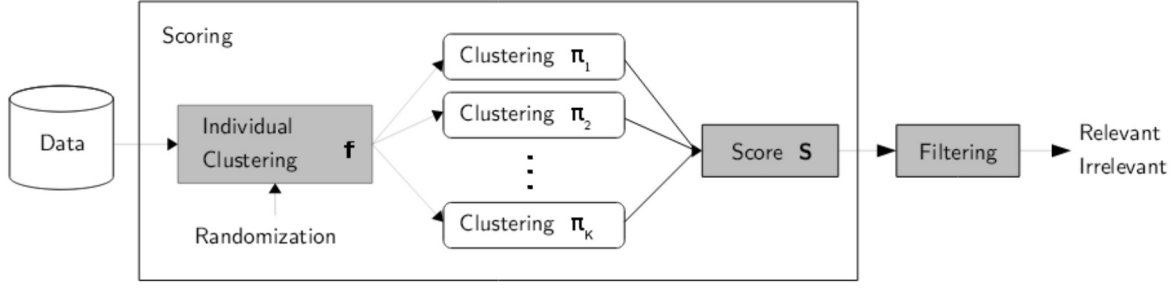 Scoring
Data
Individual
Clustering f
Randomization
Clustering π1
Clustering π2
Clustering πK
Score S
Filtering
Relevant
Irrelevant